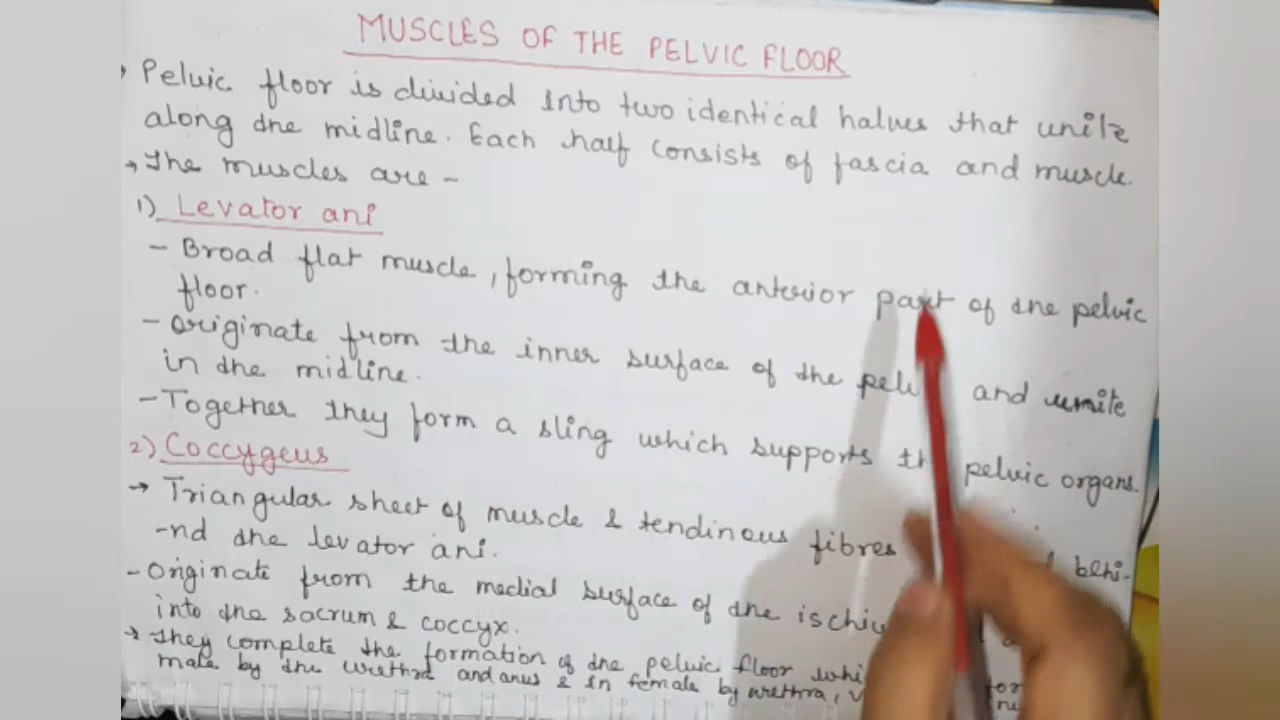 MUSCLES OF THE PELVIC FLOOR
Pelvic floor is divided into two identical halves that unite
along the midline. Each half consists of fascia and muscle.
→ The muscles are -
1) Levator ani
- Broad flat muscle, forming the anterior part of the pelvic
floor.
- Originate from the inner surface of the and unite
in the midline.
- Together they form a sling which supports pelvic organs.
2) Coccygeus
→ Triangular sheet of muscle & tendinous fibres behi-
-nd the levator ani.
- Originate from the medial surface of the
into the sacrum & coccyx.
→ They complete the formation of the pelvic floor
male by the urethra and anus & in female by urethra,